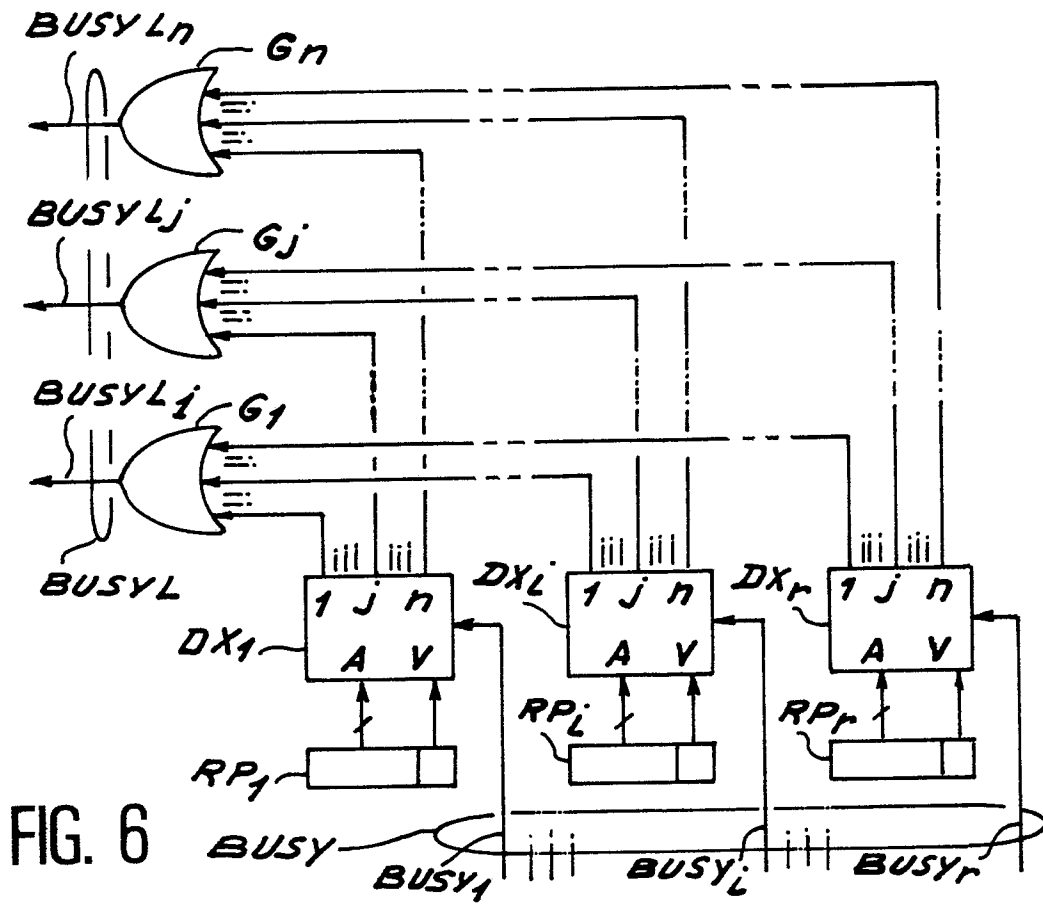 BUSYLn
Gn
BUSYLj
Gj
BUSYL1
G1
BUSYL
1 j n
DX1
A V
1 j n
DXi
A V
1 j n
DXr
A V
RP1
RPi
RPr
FIG. 6
BUSY
BUSY1
BUSYi
BUSYr